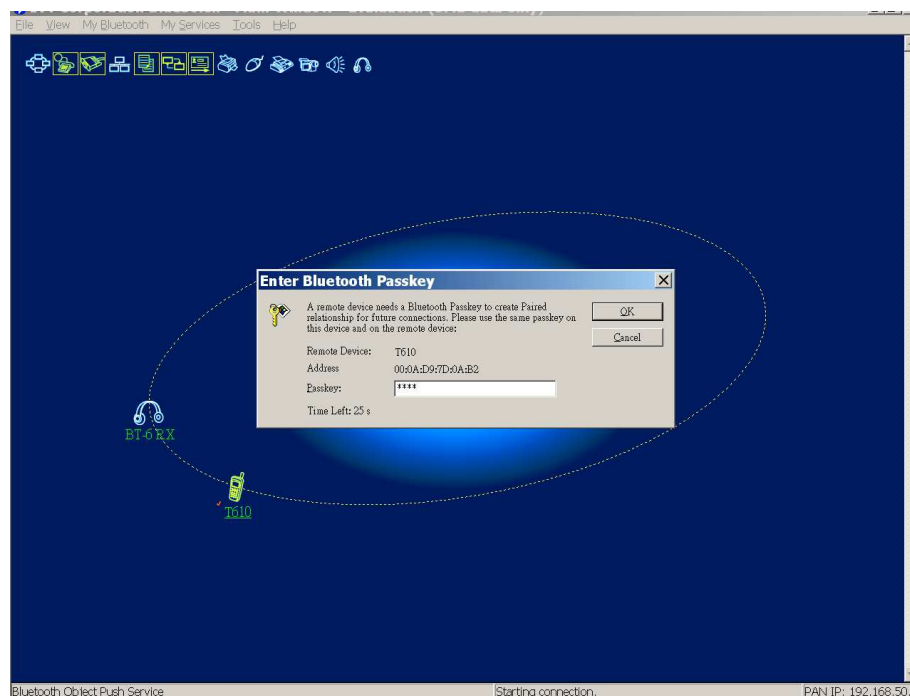 File View My Bluetooth My Services Tools Help
Enter Bluetooth Passkey
A remote device needs a Bluetooth Passkey to create Paired
relationship for future connections. Please use the same passkey on
this device and on the remote device:
OK
Cancel
Remote Device: T610
Address 00:0A:D9:7D:0A:B2
Passkey: ****
Time Left: 25 s
BT-6 RX
T610
Bluetooth Object Push Service Starting connection. PAN IP: 192.168.50